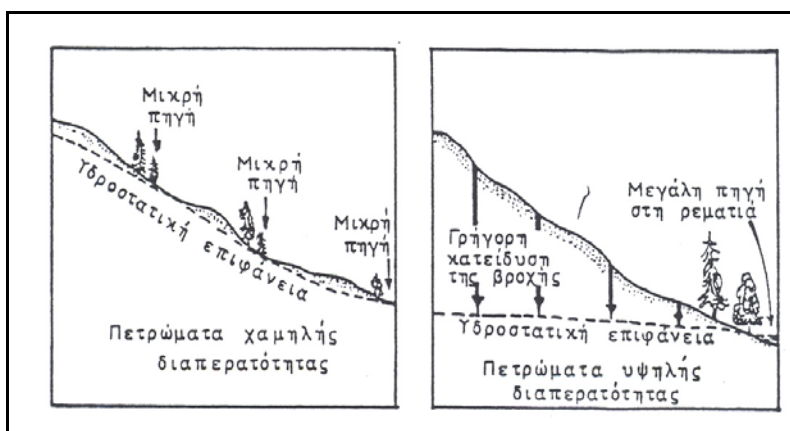 Μικρή
πηγή
Μικρή
πηγή
Μικρή
πηγή
Υδροστατική επιφάνεια
Πετρώματα χαμηλής
διαπερατότητας
Μεγάλη πηγή
στη ρεματιά
Γρήγορη
κατείδυση
της βροχής
Υδροστατική επιφάνεια
Πετρώματα υψηλής
διαπερατότητας